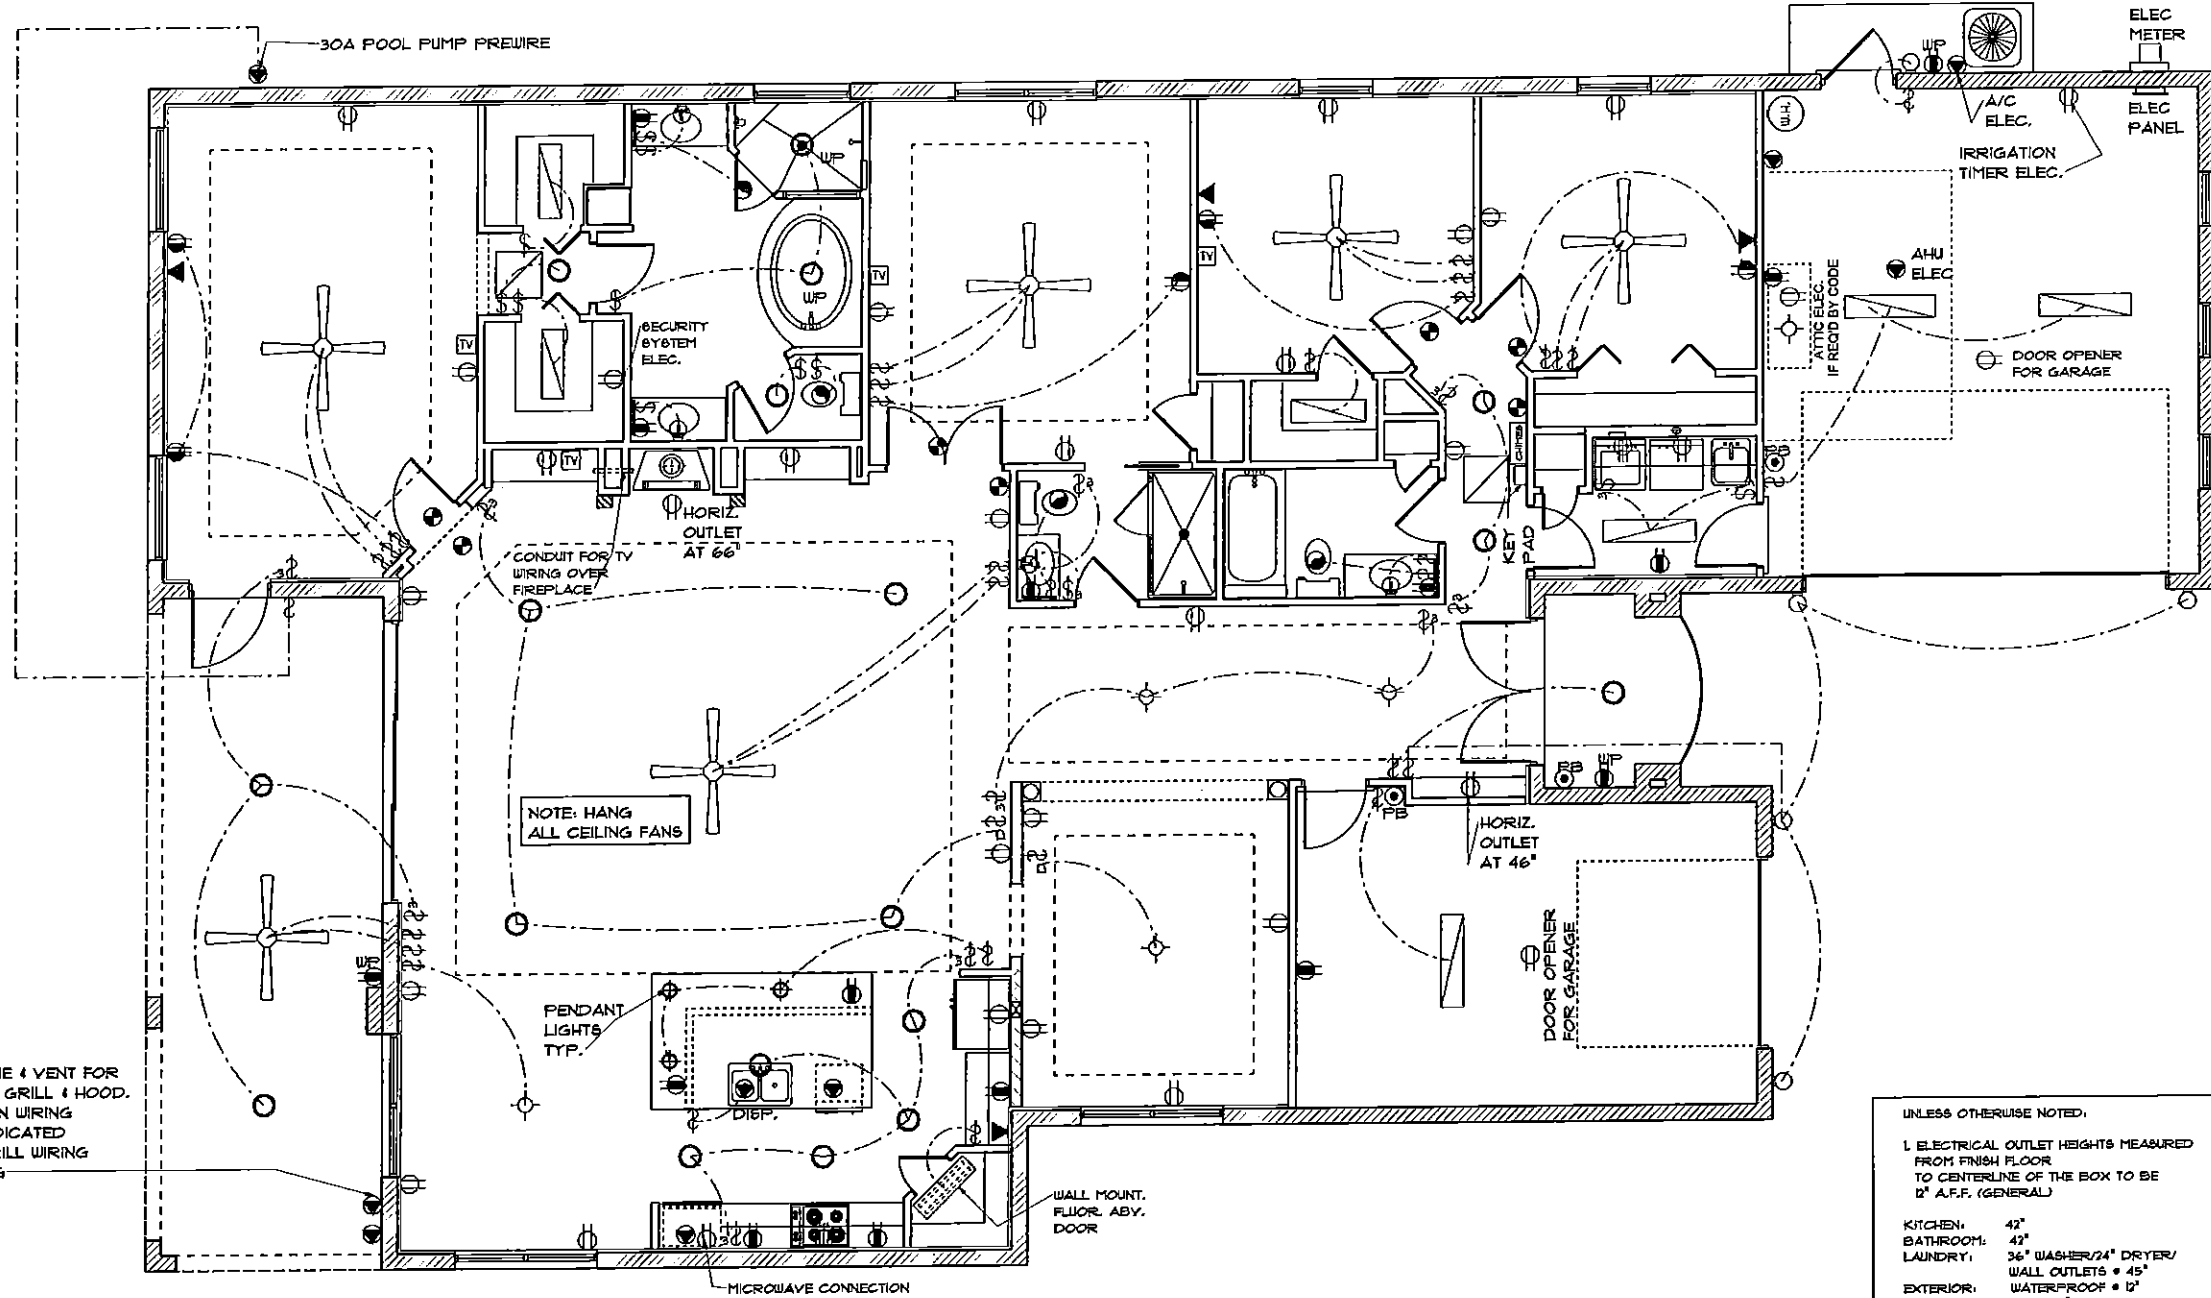 30A POOL PUMP PREWIRE
WP
ELEC
METER
A/C
ELEC.
ELEC
PANEL
W.H.
IRRIGATION
TIMER ELEC.
WP
TV
TV
WP
AHU
ELEC
ATTIC ELEC.
IF REQ'D BY CODE
SECURITY
SYSTEM
ELEC.
TV
DOOR OPENER
FOR GARAGE
CHIMES
TV
PB
HORIZ.
OUTLET
AT 66"
KEY
PAD
CONDUIT FOR TV
WIRING OVER
FIREPLACE
PB
WP
PB
NOTE: HANG
ALL CEILING FANS
HORIZ.
OUTLET
AT 46"
DOOR OPENER
FOR GARAGE
WP
PENDANT
LIGHTS
TYP.
E & VENT FOR
GRILL & HOOD.
N WIRING
DICATED
ILL WIRING
DISP.
WALL MOUNT.
FLUOR. ABV.
DOOR
MICROWAVE CONNECTION
UNLESS OTHERWISE NOTED:
1. ELECTRICAL OUTLET HEIGHTS MEASURED
FROM FINISH FLOOR
TO CENTERLINE OF THE BOX TO BE
12" A.F.F. (GENERAL)
KITCHEN: 42"
BATHROOM: 42"
LAUNDRY: 36" WASHER/24" DRYER/
WALL OUTLETS @ 45"
EXTERIOR: WATERPROOF @ 12"